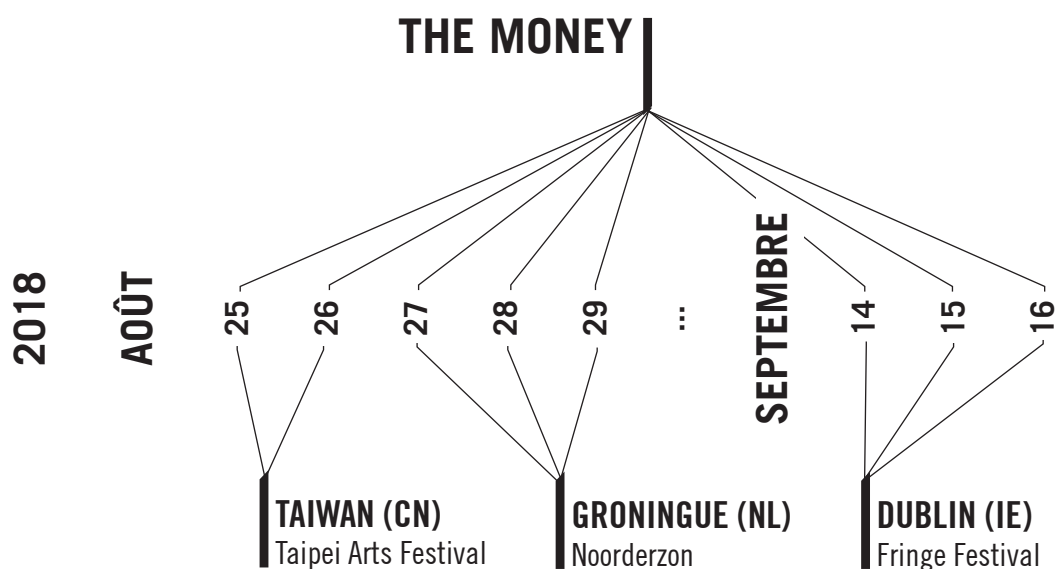 THE MONEY
2018
AOÛT
25
26
27
28
29
...
SEPTEMBRE
14
15
16
TAIWAN (CN)
Taipei Arts Festival
GRONINGUE (NL)
Noorderzon
DUBLIN (IE)
Fringe Festival